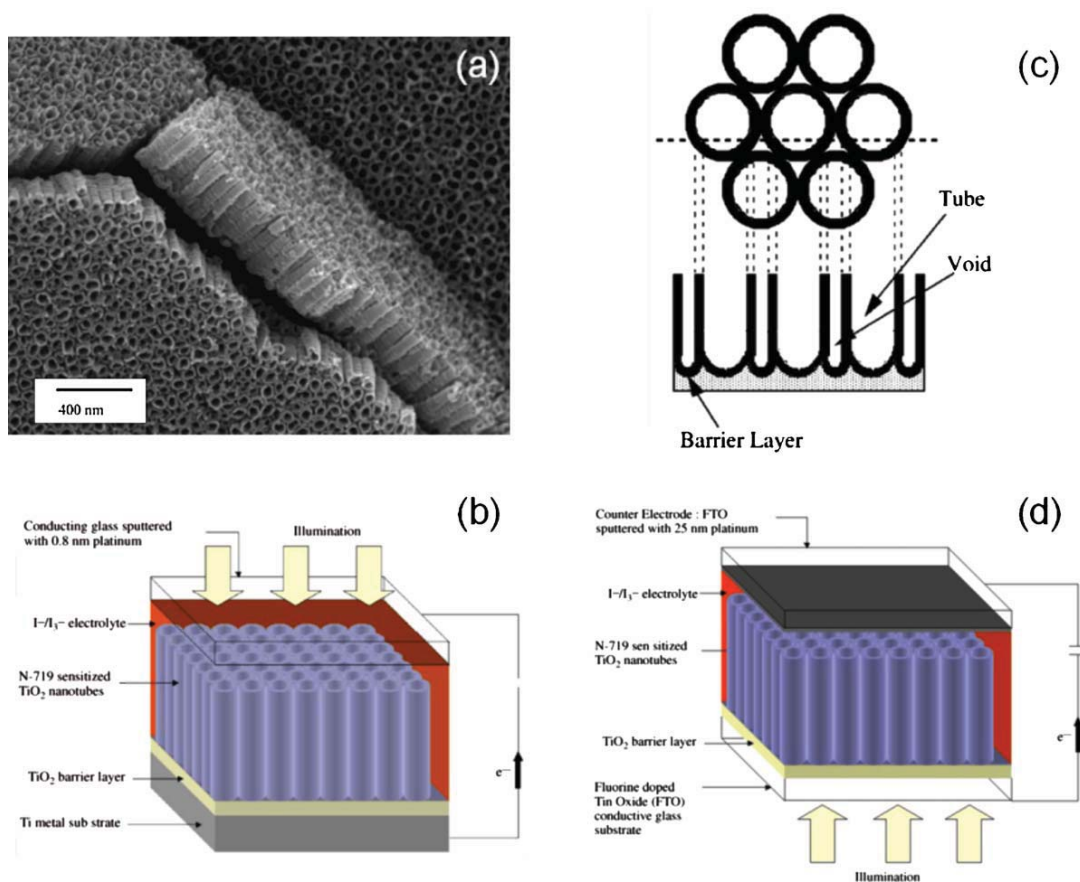 (a)
400 nm
(c)
Tube
Void
Barrier Layer
(b)
Conducting glass sputtered
with 0.8 nm platinum
Illumination
I–/I₃– electrolyte
N-719 sensitized
TiO₂ nanotubes
TiO₂ barrier layer
Ti metal sub strate
e—
(d)
Counter Electrode : FTO
sputtered with 25 nm platinum
I–/I₃– electrolyte
N-719 sen sitized
TiO₂ nanotubes
TiO₂ barrier layer
e—
Fluorine doped
Tin Oxide (FTO)
conductive glass
substrate
Illumination